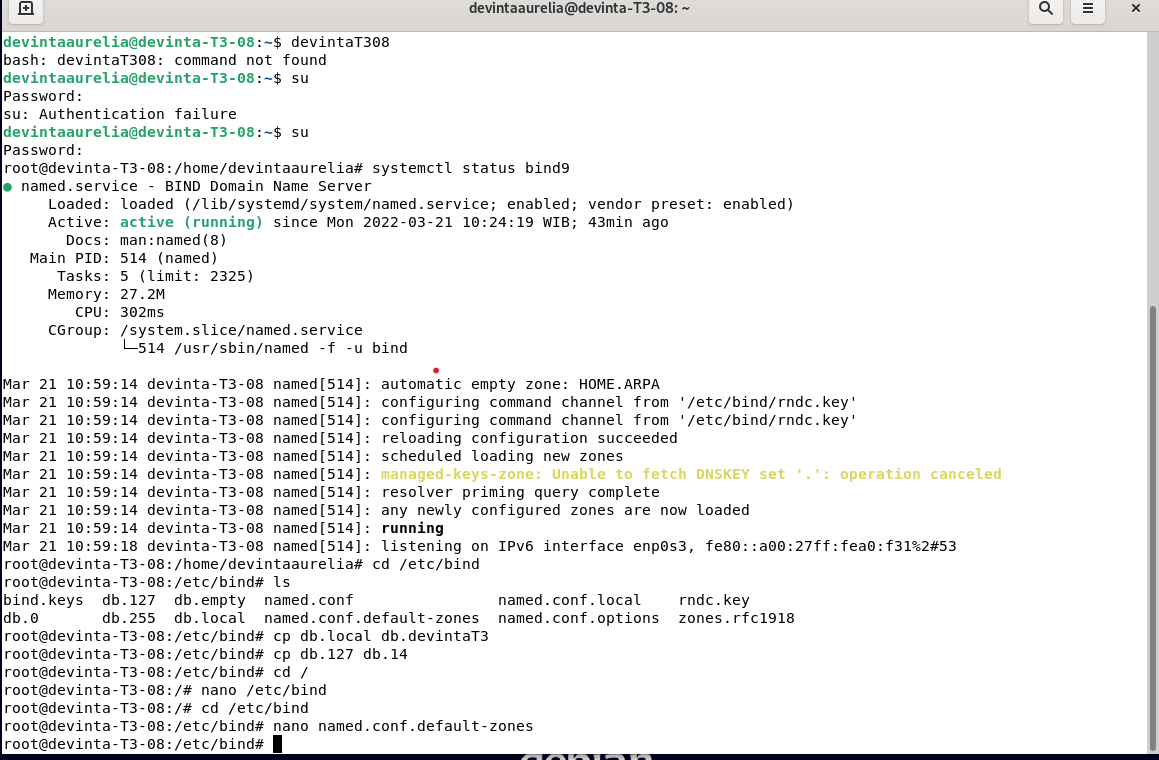 devintaaurelia@devinta-T3-08: ~
devintaaurelia@devinta-T3-08:~$ devintaT308
bash: devintaT308: command not found
devintaaurelia@devinta-T3-08:~$ su
Password:
su: Authentication failure
devintaaurelia@devinta-T3-08:~$ su
Password:
root@devinta-T3-08:/home/devintaaurelia# systemctl status bind9
● named.service - BIND Domain Name Server
     Loaded: loaded (/lib/systemd/system/named.service; enabled; vendor preset: enabled)
     Active: active (running) since Mon 2022-03-21 10:24:19 WIB; 43min ago
       Docs: man:named(8)
   Main PID: 514 (named)
      Tasks: 5 (limit: 2325)
     Memory: 27.2M
        CPU: 302ms
     CGroup: /system.slice/named.service
             └─514 /usr/sbin/named -f -u bind
Mar 21 10:59:14 devinta-T3-08 named[514]: automatic empty zone: HOME.ARPA
Mar 21 10:59:14 devinta-T3-08 named[514]: configuring command channel from '/etc/bind/rndc.key'
Mar 21 10:59:14 devinta-T3-08 named[514]: configuring command channel from '/etc/bind/rndc.key'
Mar 21 10:59:14 devinta-T3-08 named[514]: reloading configuration succeeded
Mar 21 10:59:14 devinta-T3-08 named[514]: scheduled loading new zones
Mar 21 10:59:14 devinta-T3-08 named[514]: managed-keys-zone: Unable to fetch DNSKEY set '.': operation canceled
Mar 21 10:59:14 devinta-T3-08 named[514]: resolver priming query complete
Mar 21 10:59:14 devinta-T3-08 named[514]: any newly configured zones are now loaded
Mar 21 10:59:14 devinta-T3-08 named[514]: running
Mar 21 10:59:18 devinta-T3-08 named[514]: listening on IPv6 interface enp0s3, fe80::a00:27ff:fea0:f31%2#53
root@devinta-T3-08:/home/devintaaurelia# cd /etc/bind
root@devinta-T3-08:/etc/bind# ls
bind.keys  db.127  db.empty  named.conf                named.conf.local    rndc.key
db.0       db.255  db.local  named.conf.default-zones  named.conf.options  zones.rfc1918
root@devinta-T3-08:/etc/bind# cp db.local db.devintaT3
root@devinta-T3-08:/etc/bind# cp db.127 db.14
root@devinta-T3-08:/etc/bind# cd /
root@devinta-T3-08:/# nano /etc/bind
root@devinta-T3-08:/# cd /etc/bind
root@devinta-T3-08:/etc/bind# nano named.conf.default-zones
root@devinta-T3-08:/etc/bind#
debian